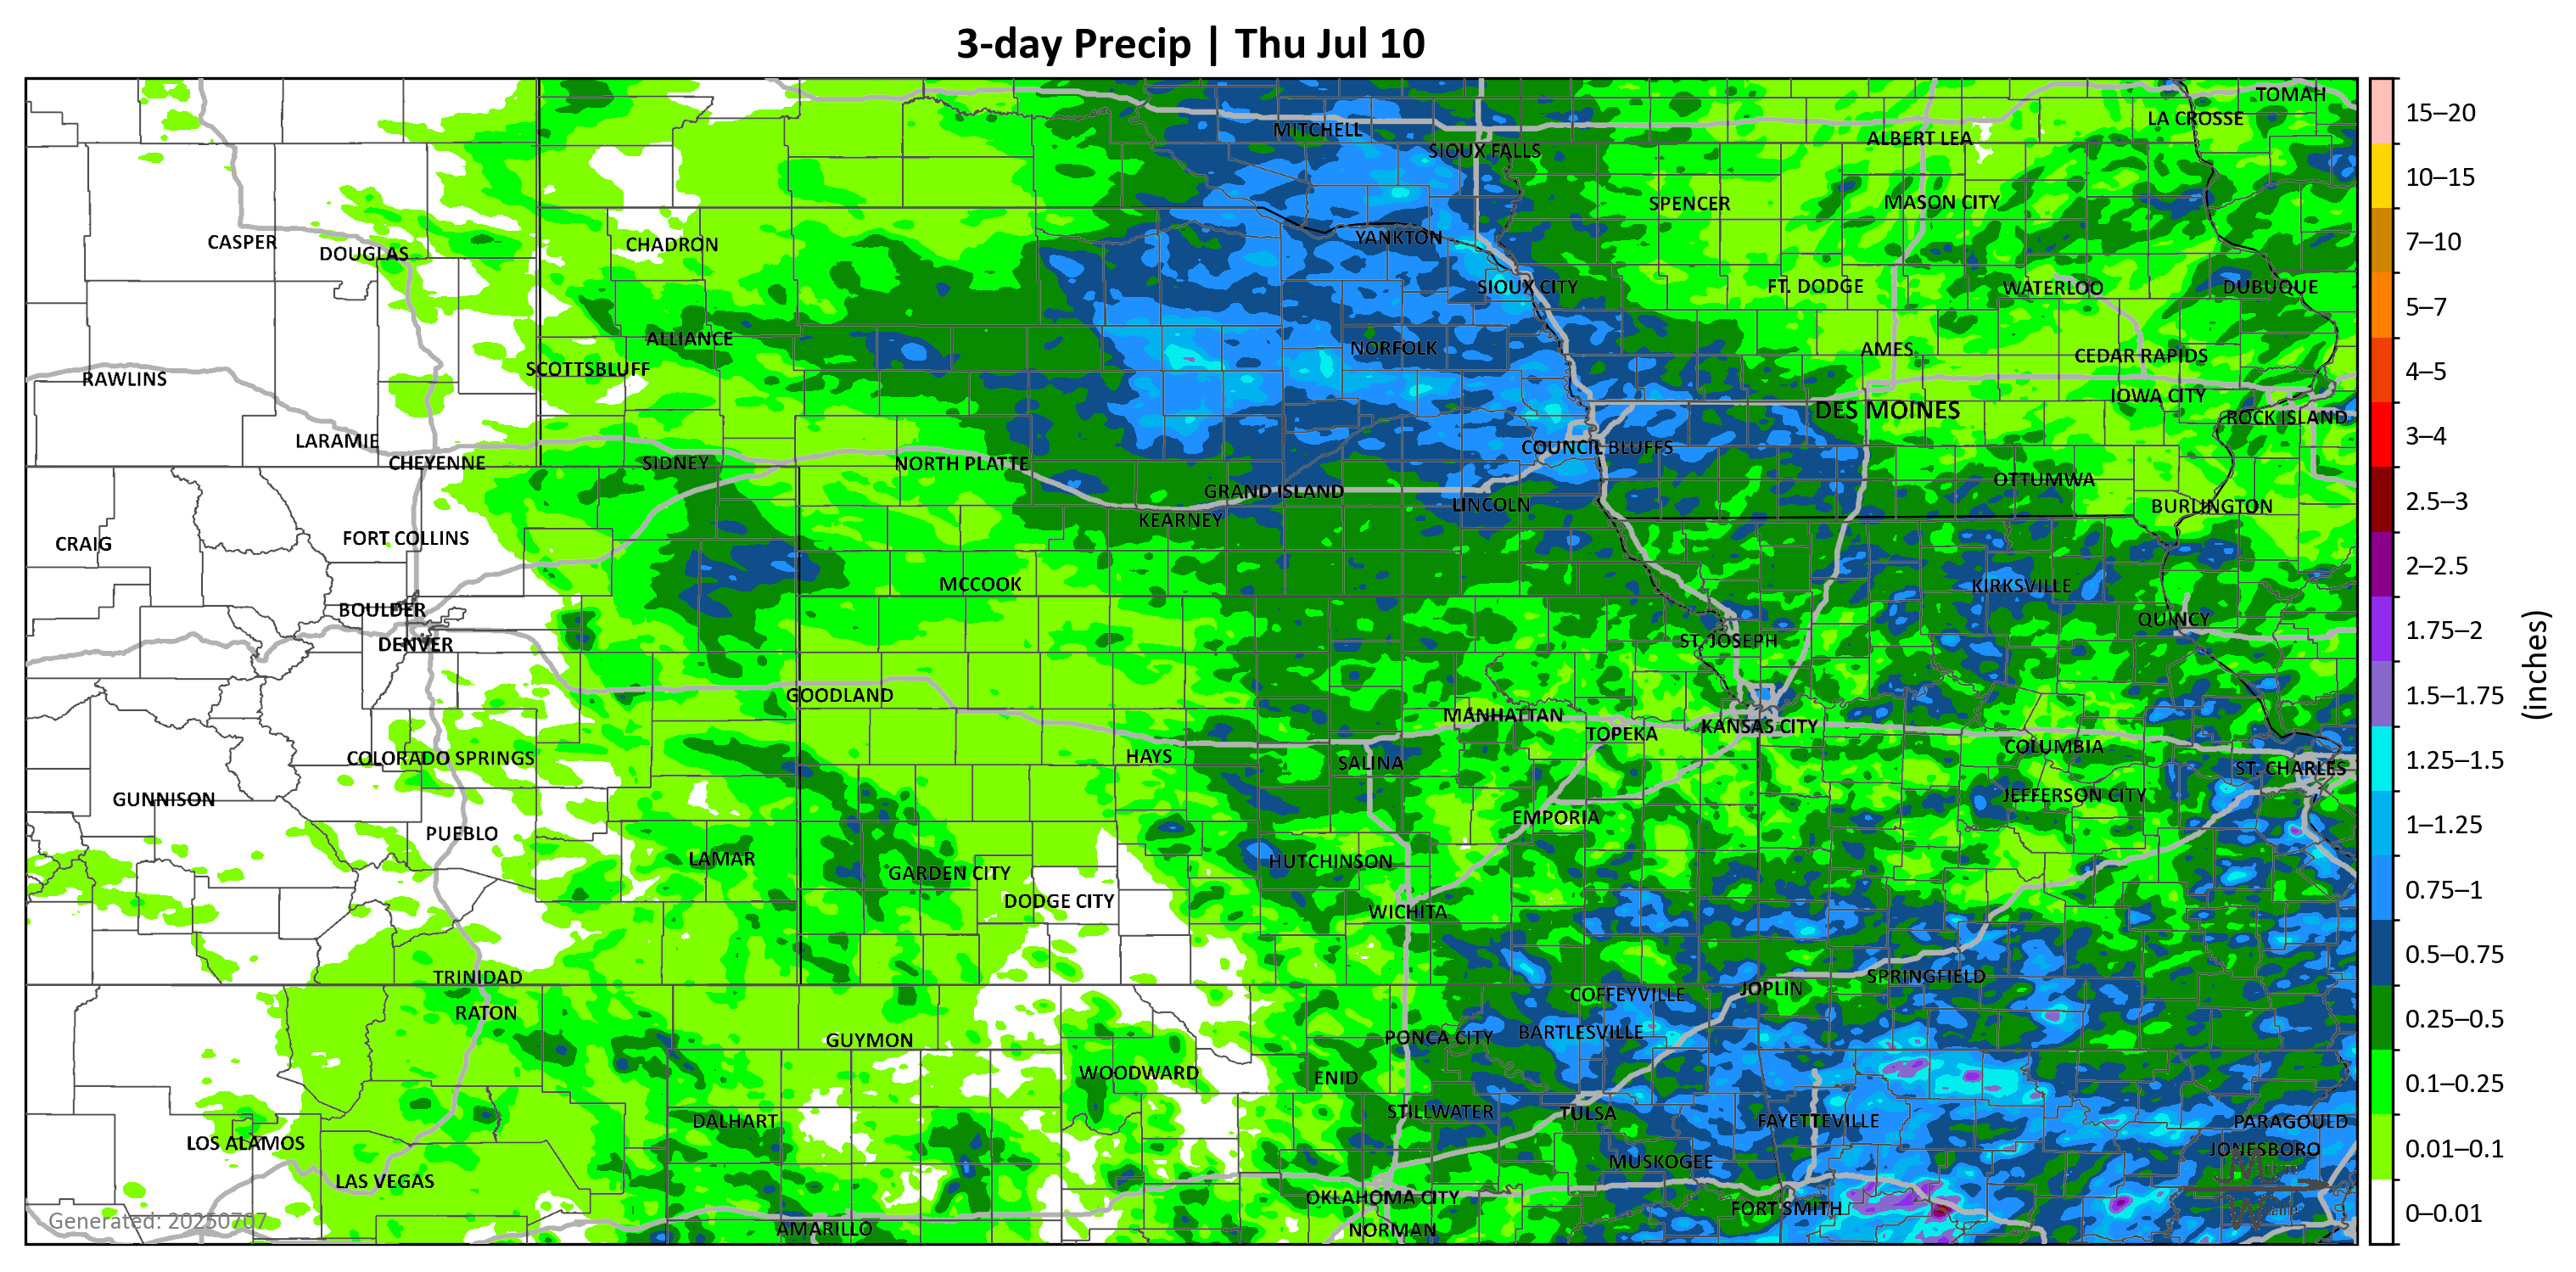 3-day Precip | Thu Jul 10
TOMAH
LA CROSSE
MITCHELL
ALBERT LEA
SIOUX FALLS
SPENCER
MASON CITY
YANKTON
CASPER
CHADRON
DOUGLAS
SIOUX CITY
FT. DODGE
WATERLOO
DUBUQUE
ALLIANCE
NORFOLK
AMES
CEDAR RAPIDS
SCOTTSBLUFF
RAWLINS
IOWA CITY
DES MOINES
ROCK ISLAND
LARAMIE
COUNCIL BLUFFS
CHEYENNE
SIDNEY
NORTH PLATTE
OTTUMWA
GRAND ISLAND
LINCOLN
BURLINGTON
KEARNEY
FORT COLLINS
CRAIG
MCCOOK
KIRKSVILLE
BOULDER
QUINCY
DENVER
ST. JOSEPH
GOODLAND
MANHATTAN
KANSAS CITY
TOPEKA
COLUMBIA
HAYS
COLORADO SPRINGS
SALINA
ST. CHARLES
GUNNISON
JEFFERSON CITY
EMPORIA
PUEBLO
LAMAR
HUTCHINSON
GARDEN CITY
DODGE CITY
WICHITA
TRINIDAD
SPRINGFIELD
JOPLIN
COFFEYVILLE
RATON
BARTLESVILLE
PONCA CITY
GUYMON
WOODWARD
ENID
STILLWATER
TULSA
DALHART
FAYETTEVILLE
PARAGOULD
LOS ALAMOS
JONESBORO
MUSKOGEE
LAS VEGAS
OKLAHOMA CITY
FORT SMITH
Generated: 20250707
AMARILLO
NORMAN
15–20
10–15
7–10
5–7
4–5
3–4
2.5–3
2–2.5
1.75–2
1.5–1.75
1.25–1.5
1–1.25
0.75–1
0.5–0.75
0.25–0.5
0.1–0.25
0.01–0.1
0–0.01
(inches)